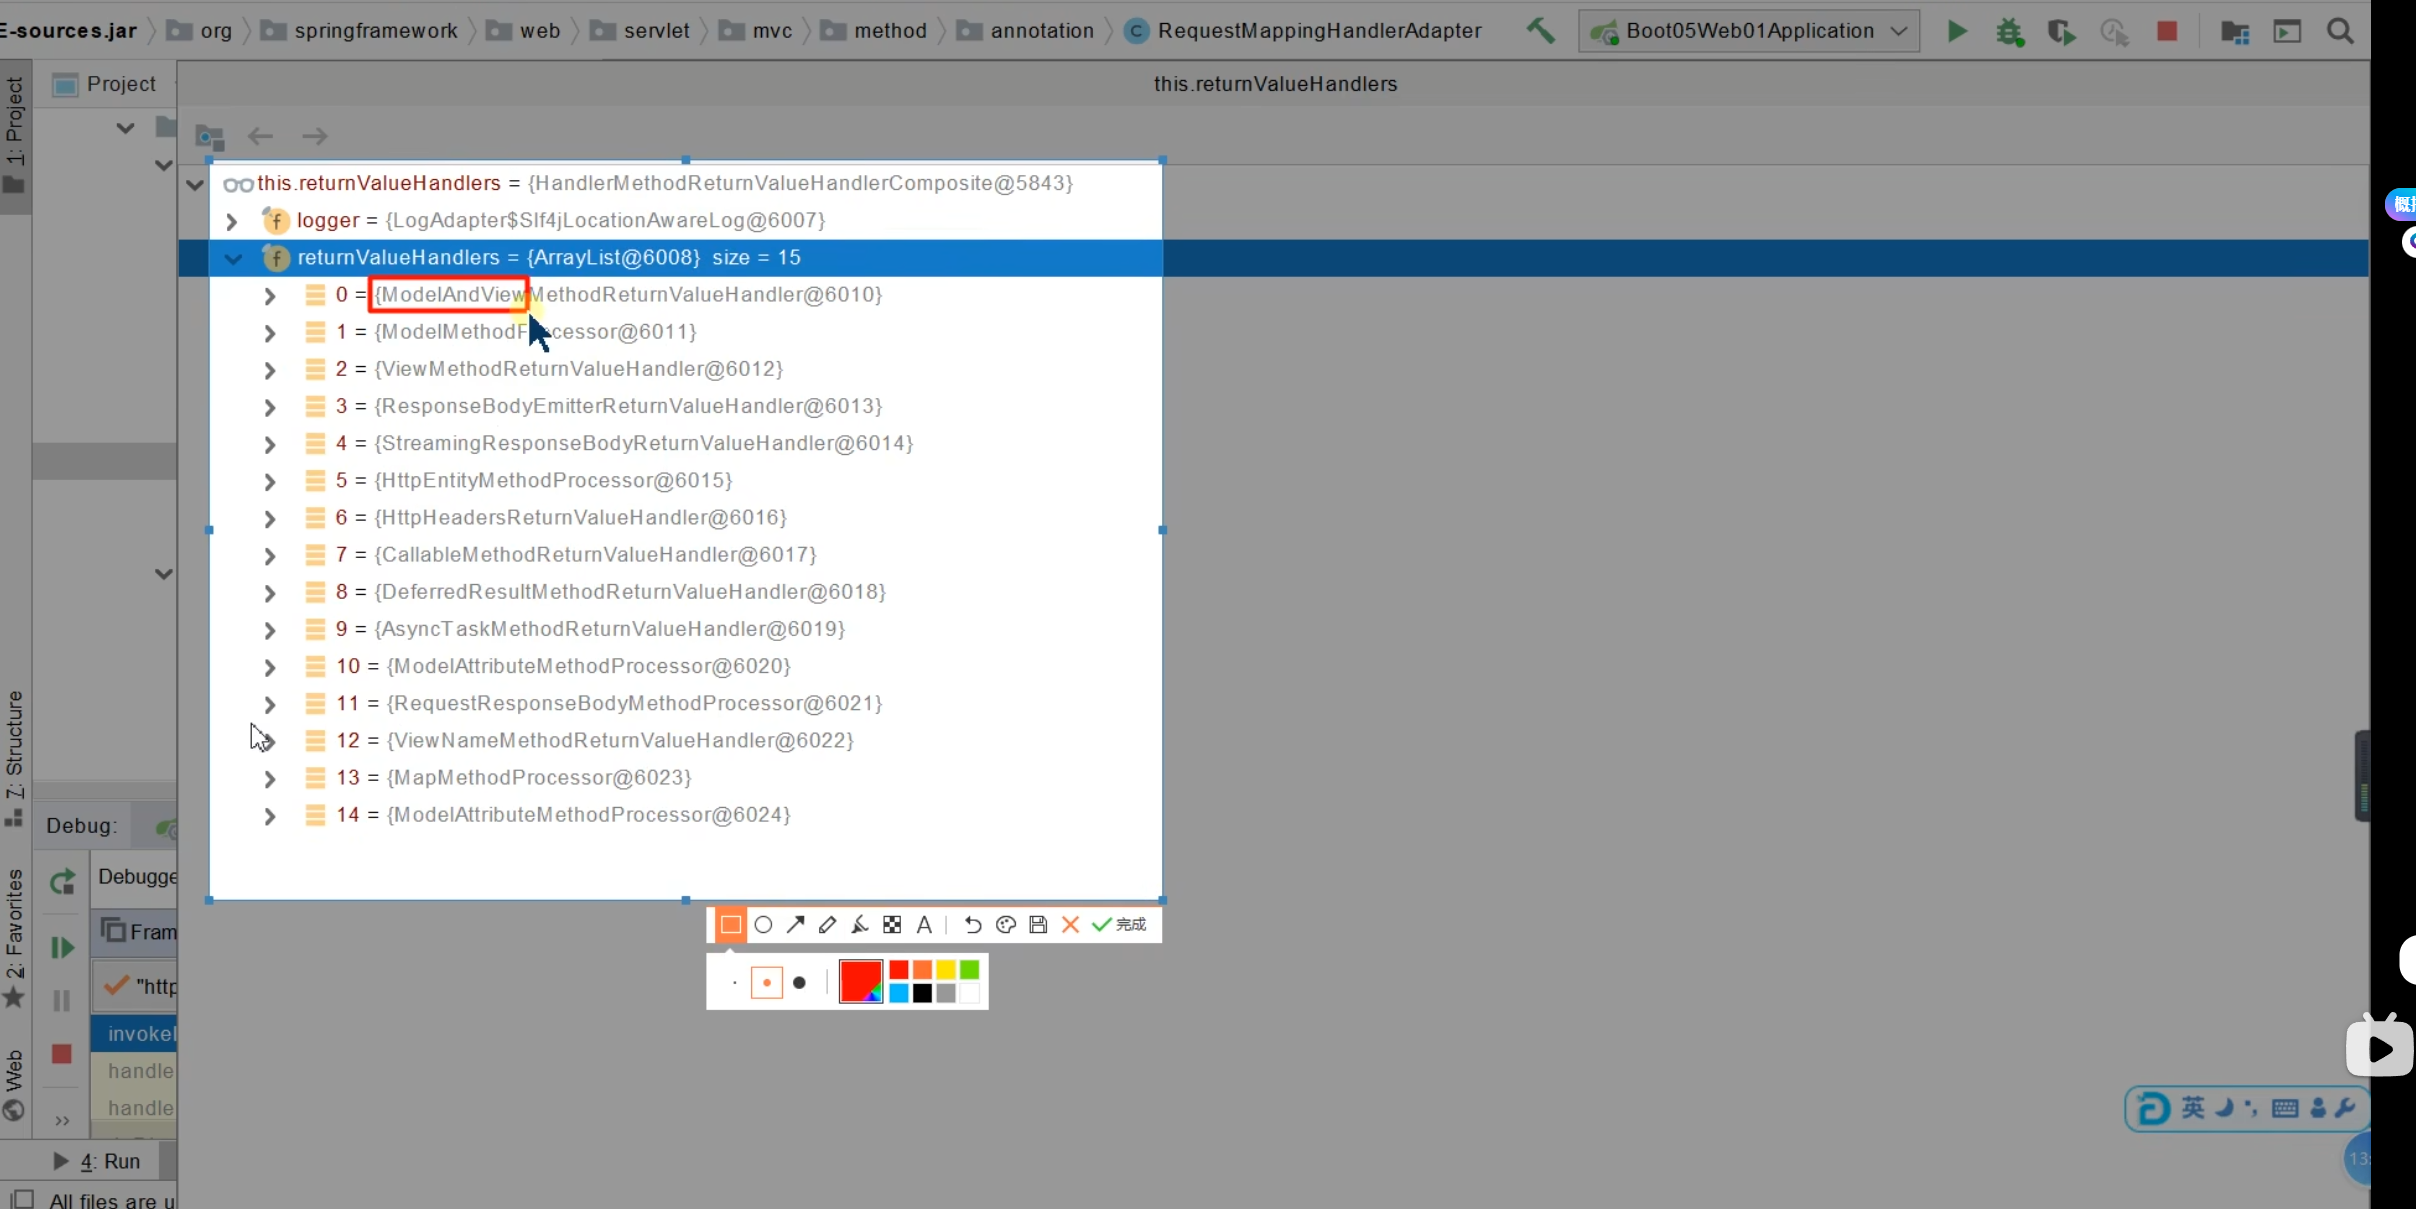 E-sources.jar org springframework web servlet mvc method annotation RequestMappingHandlerAdapter Boot05Web01Application
Project this.returnValueHandlers
1: Project
this.returnValueHandlers = {HandlerMethodReturnValueHandlerComposite@5843}
logger = {LogAdapter$Slf4jLocationAwareLog@6007}
returnValueHandlers = {ArrayList@6008} size = 15
0 = {ModelAndViewMethodReturnValueHandler@6010}
1 = {ModelMethodProcessor@6011}
2 = {ViewMethodReturnValueHandler@6012}
3 = {ResponseBodyEmitterReturnValueHandler@6013}
4 = {StreamingResponseBodyReturnValueHandler@6014}
5 = {HttpEntityMethodProcessor@6015}
6 = {HttpHeadersReturnValueHandler@6016}
7 = {CallableMethodReturnValueHandler@6017}
8 = {DeferredResultMethodReturnValueHandler@6018}
9 = {AsyncTaskMethodReturnValueHandler@6019}
10 = {ModelAttributeMethodProcessor@6020}
11 = {RequestResponseBodyMethodProcessor@6021}
12 = {ViewNameMethodReturnValueHandler@6022}
13 = {MapMethodProcessor@6023}
14 = {ModelAttributeMethodProcessor@6024}
7: Structure
Debug:
Debugge
2: Favorites
Fram
A 完成
"http
invokel
handle
handle
Web
英
4: Run
13:
All files are u
概